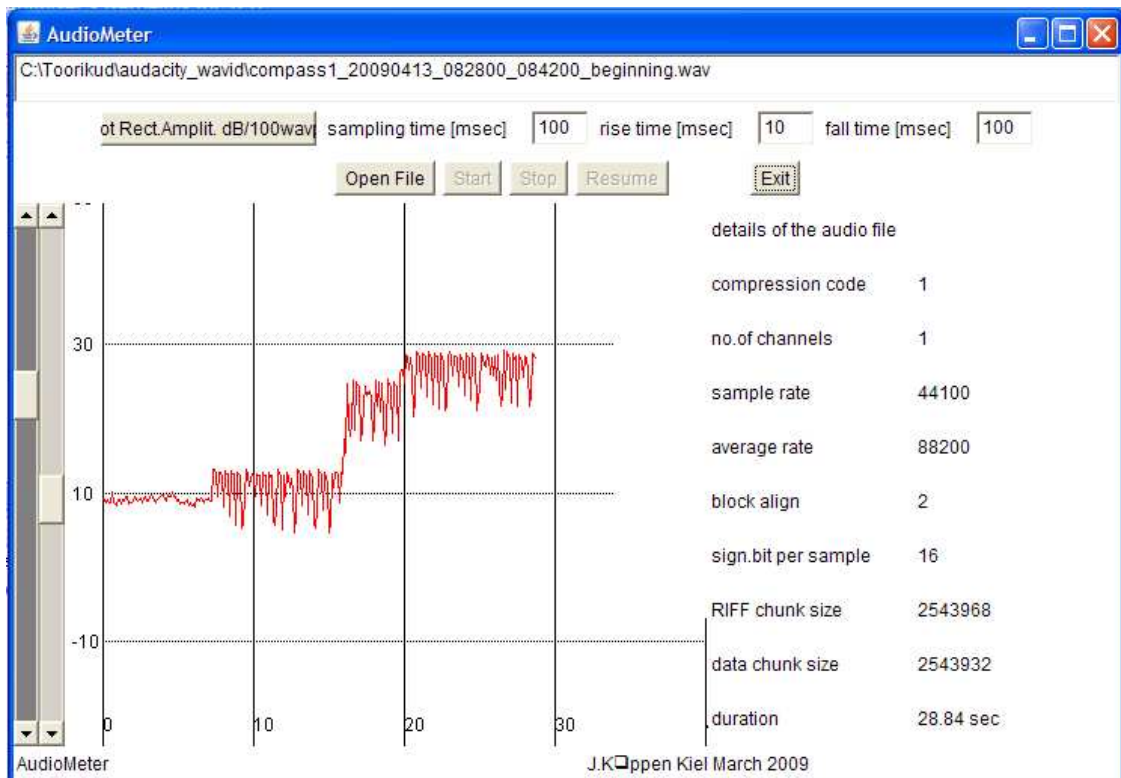 AudioMeter
C:\Toorikud\audacity_wavid\compass1_20090413_082800_084200_beginning.wav
ot Rect.Amplit. dB/100wav sampling time [msec] 100 rise time [msec] 10 fall time [msec] 100
Open File Start Stop Resume Exit
details of the audio file
compression code 1
no.of channels 1
sample rate 44100
average rate 88200
block align 2
sign.bit per sample 16
RIFF chunk size 2543968
data chunk size 2543932
duration 28.84 sec
30
10
-10
0 10 20 30
AudioMeter J.K□ppen Kiel March 2009